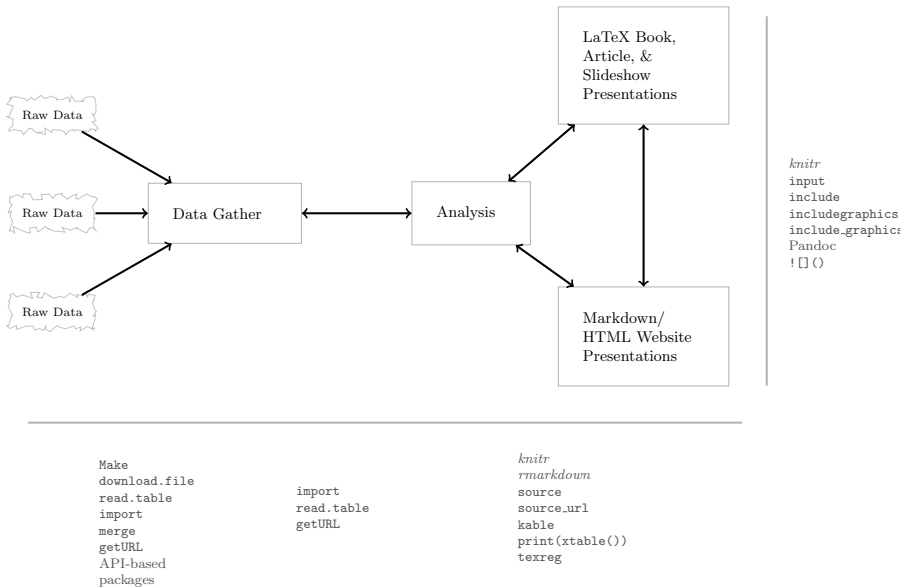 LaTeX Book,
Article, &
Slideshow
Presentations
Raw Data
Raw Data
Raw Data
Data Gather
Analysis
Markdown/
HTML Website
Presentations
knitr
input
include
includegraphics
include_graphics
Pandoc
![]()
Make
download.file
read.table
import
merge
getURL
API-based
packages
import
read.table
getURL
knitr
rmarkdown
source
source_url
kable
print(xtable())
texreg